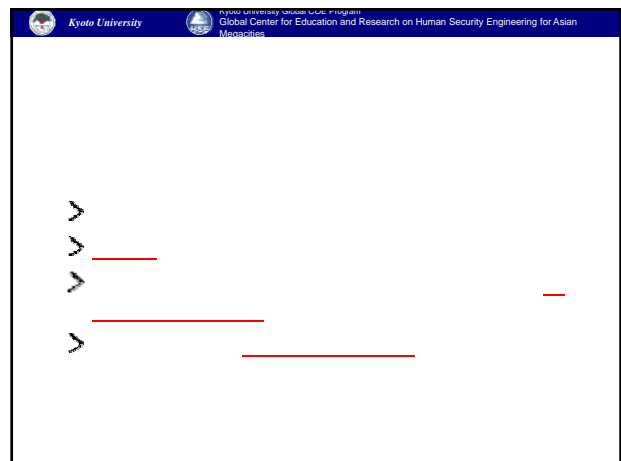 Kyoto University
Kyoto University Global COE Program
Global Center for Education and Research on Human Security Engineering for Asian
Megacities
HSE